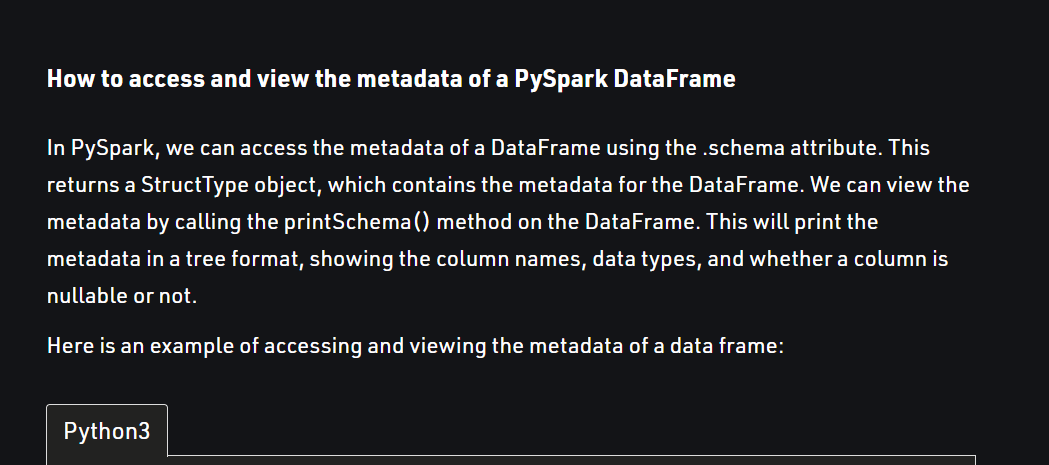 How to access and view the metadata of a PySpark DataFrame
In PySpark, we can access the metadata of a DataFrame using the .schema attribute. This
returns a StructType object, which contains the metadata for the DataFrame. We can view the
metadata by calling the printSchema() method on the DataFrame. This will print the
metadata in a tree format, showing the column names, data types, and whether a column is
nullable or not.
Here is an example of accessing and viewing the metadata of a data frame:
Python3